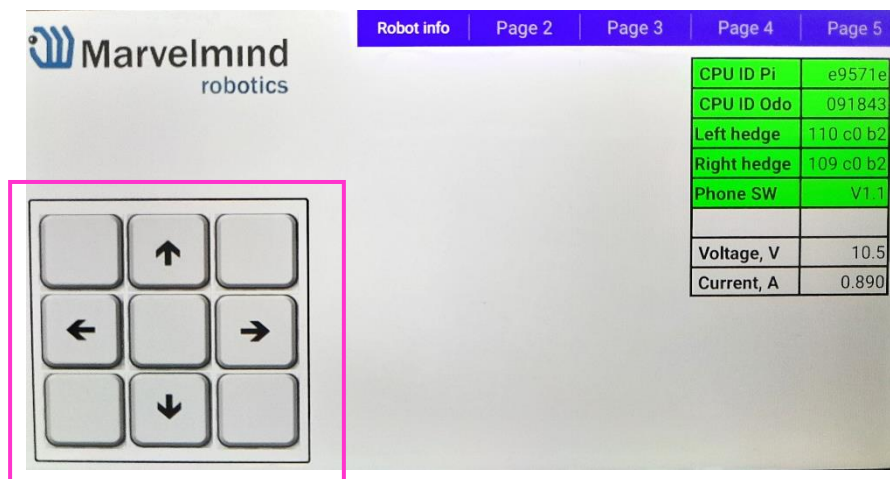 Marvelmind
robotics
Robot info Page 2 Page 3 Page 4 Page 5
CPU ID Pi e9571e
CPU ID Odo 091843
Left hedge 110 c0 b2
Right hedge 109 c0 b2
Phone SW V1.1
Voltage, V 10.5
Current, A 0.890
↑
← →
↓